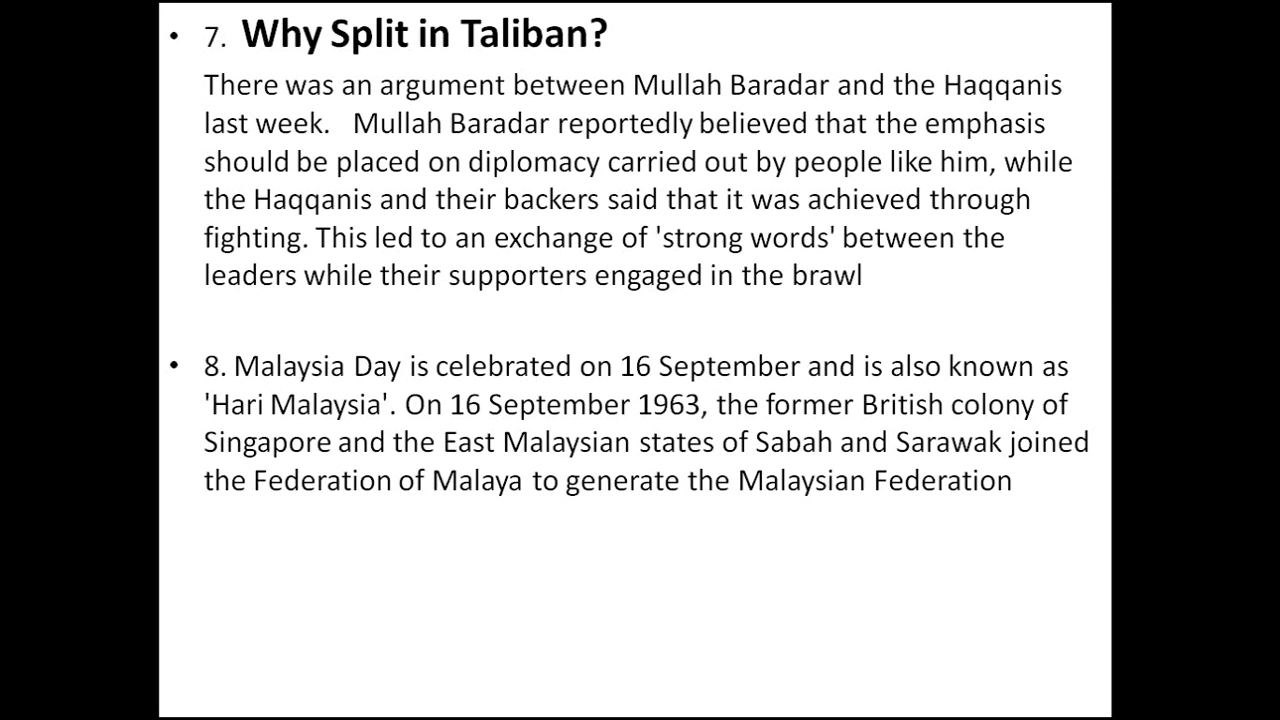 • 7. Why Split in Taliban?
There was an argument between Mullah Baradar and the Haqqanis
last week. Mullah Baradar reportedly believed that the emphasis
should be placed on diplomacy carried out by people like him, while
the Haqqanis and their backers said that it was achieved through
fighting. This led to an exchange of 'strong words' between the
leaders while their supporters engaged in the brawl
• 8. Malaysia Day is celebrated on 16 September and is also known as
'Hari Malaysia'. On 16 September 1963, the former British colony of
Singapore and the East Malaysian states of Sabah and Sarawak joined
the Federation of Malaya to generate the Malaysian Federation